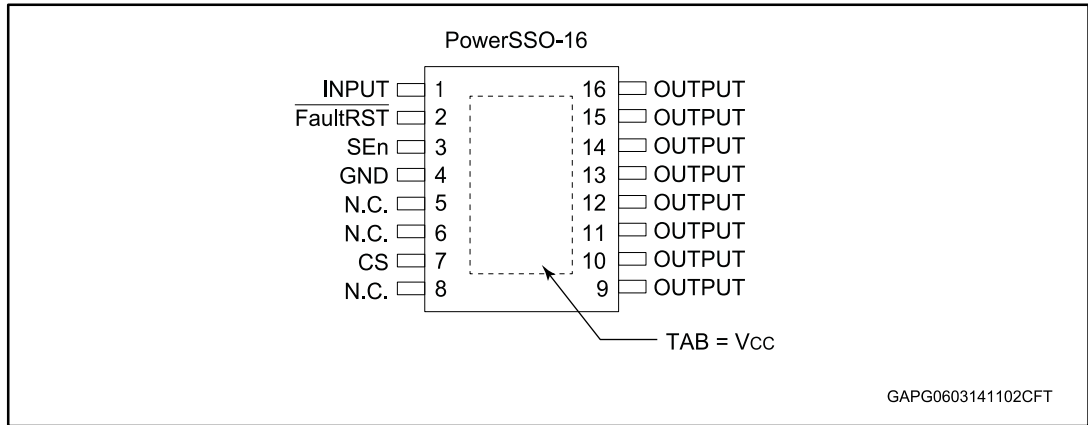 PowerSSO-16
INPUT 1 16 OUTPUT
FaultRST 2 15 OUTPUT
SEn 3 14 OUTPUT
GND 4 13 OUTPUT
N.C. 5 12 OUTPUT
N.C. 6 11 OUTPUT
CS 7 10 OUTPUT
N.C. 8 9 OUTPUT
TAB = VCC
GAPG0603141102CFT